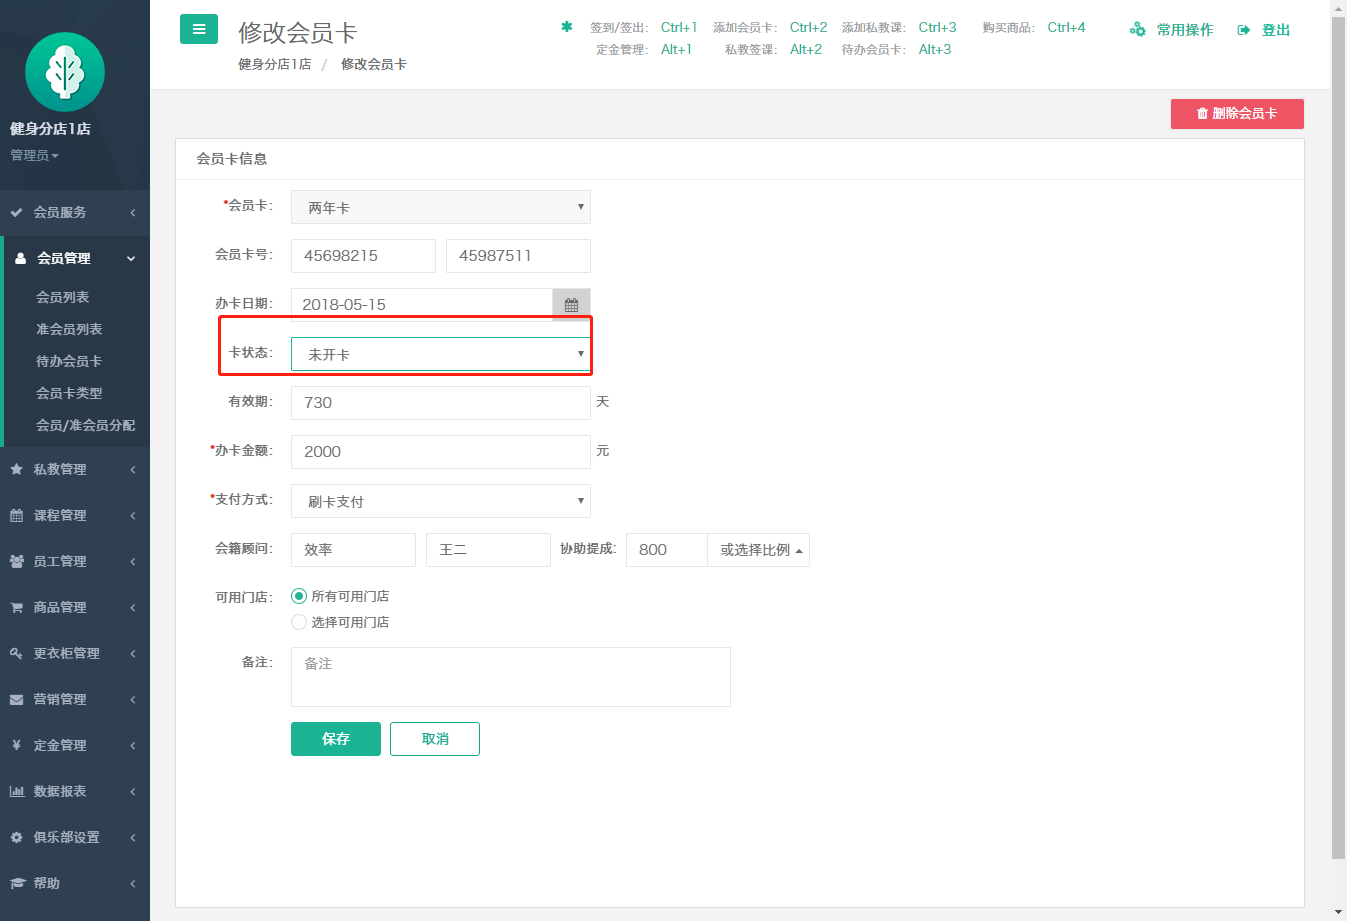 健身分店1店
管理员
会员服务
会员管理
会员列表
准会员列表
待办会员卡
会员卡类型
会员/准会员分配
私教管理
课程管理
员工管理
商品管理
更衣柜管理
营销管理
定金管理
数据报表
俱乐部设置
帮助
修改会员卡
健身分店1店 / 修改会员卡
签到/签出: Ctrl+1 添加会员卡: Ctrl+2 添加私教课: Ctrl+3 购买商品: Ctrl+4
定金管理: Alt+1 私教签课: Alt+2 待办会员卡: Alt+3
常用操作 登出
删除会员卡
会员卡信息
*会员卡: 两年卡
会员卡号: 45698215 45987511
办卡日期: 2018-05-15
卡状态: 未开卡
有效期: 730 天
*办卡金额: 2000 元
*支付方式: 刷卡支付
会籍顾问: 效率 王二 协助提成: 800 或选择比例
可用门店: 所有可用门店
选择可用门店
备注: 备注
保存 取消